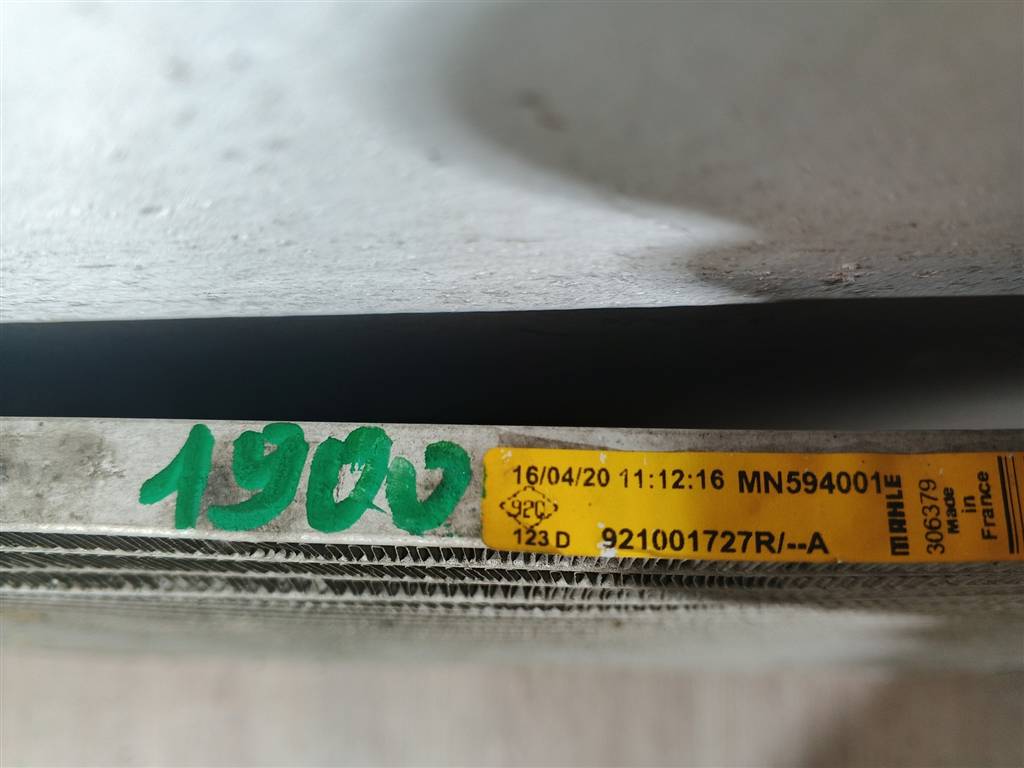 1900
16/04/20 11:12:16 MN594001
92C
123 D 921001727R/--A
MAHLE
306379
Made
in
France